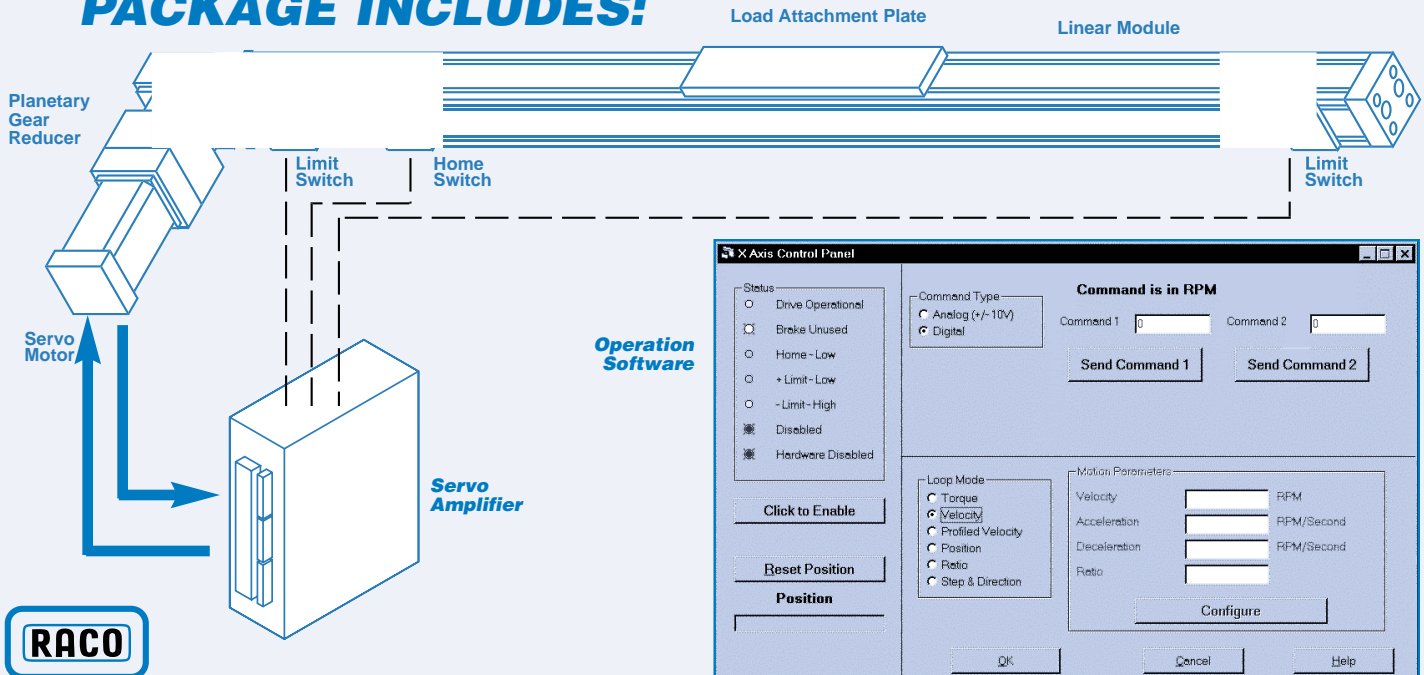 PACKAGE INCLUDES:
Load Attachment Plate
Linear Module
Planetary
Gear
Reducer
Limit
Switch
Home
Switch
Limit
Switch
Servo
Motor
Servo
Amplifier
Operation
Software
RACO
X Axis Control Panel
Status
Drive Operational
Brake Unused
Home - Low
+ Limit - Low
- Limit - High
Disabled
Hardware Disabled
Click to Enable
Reset Position
Position
Command Type
Analog (+/- 10V)
Digital
Command is in RPM
Command 1 0
Command 2 0
Send Command 1
Send Command 2
Loop Mode
Torque
Velocity
Profiled Velocity
Position
Ratio
Step & Direction
Motion Parameters
Velocity RPM
Acceleration RPM/Second
Deceleration RPM/Second
Ratio
Configure
OK
Cancel
Help